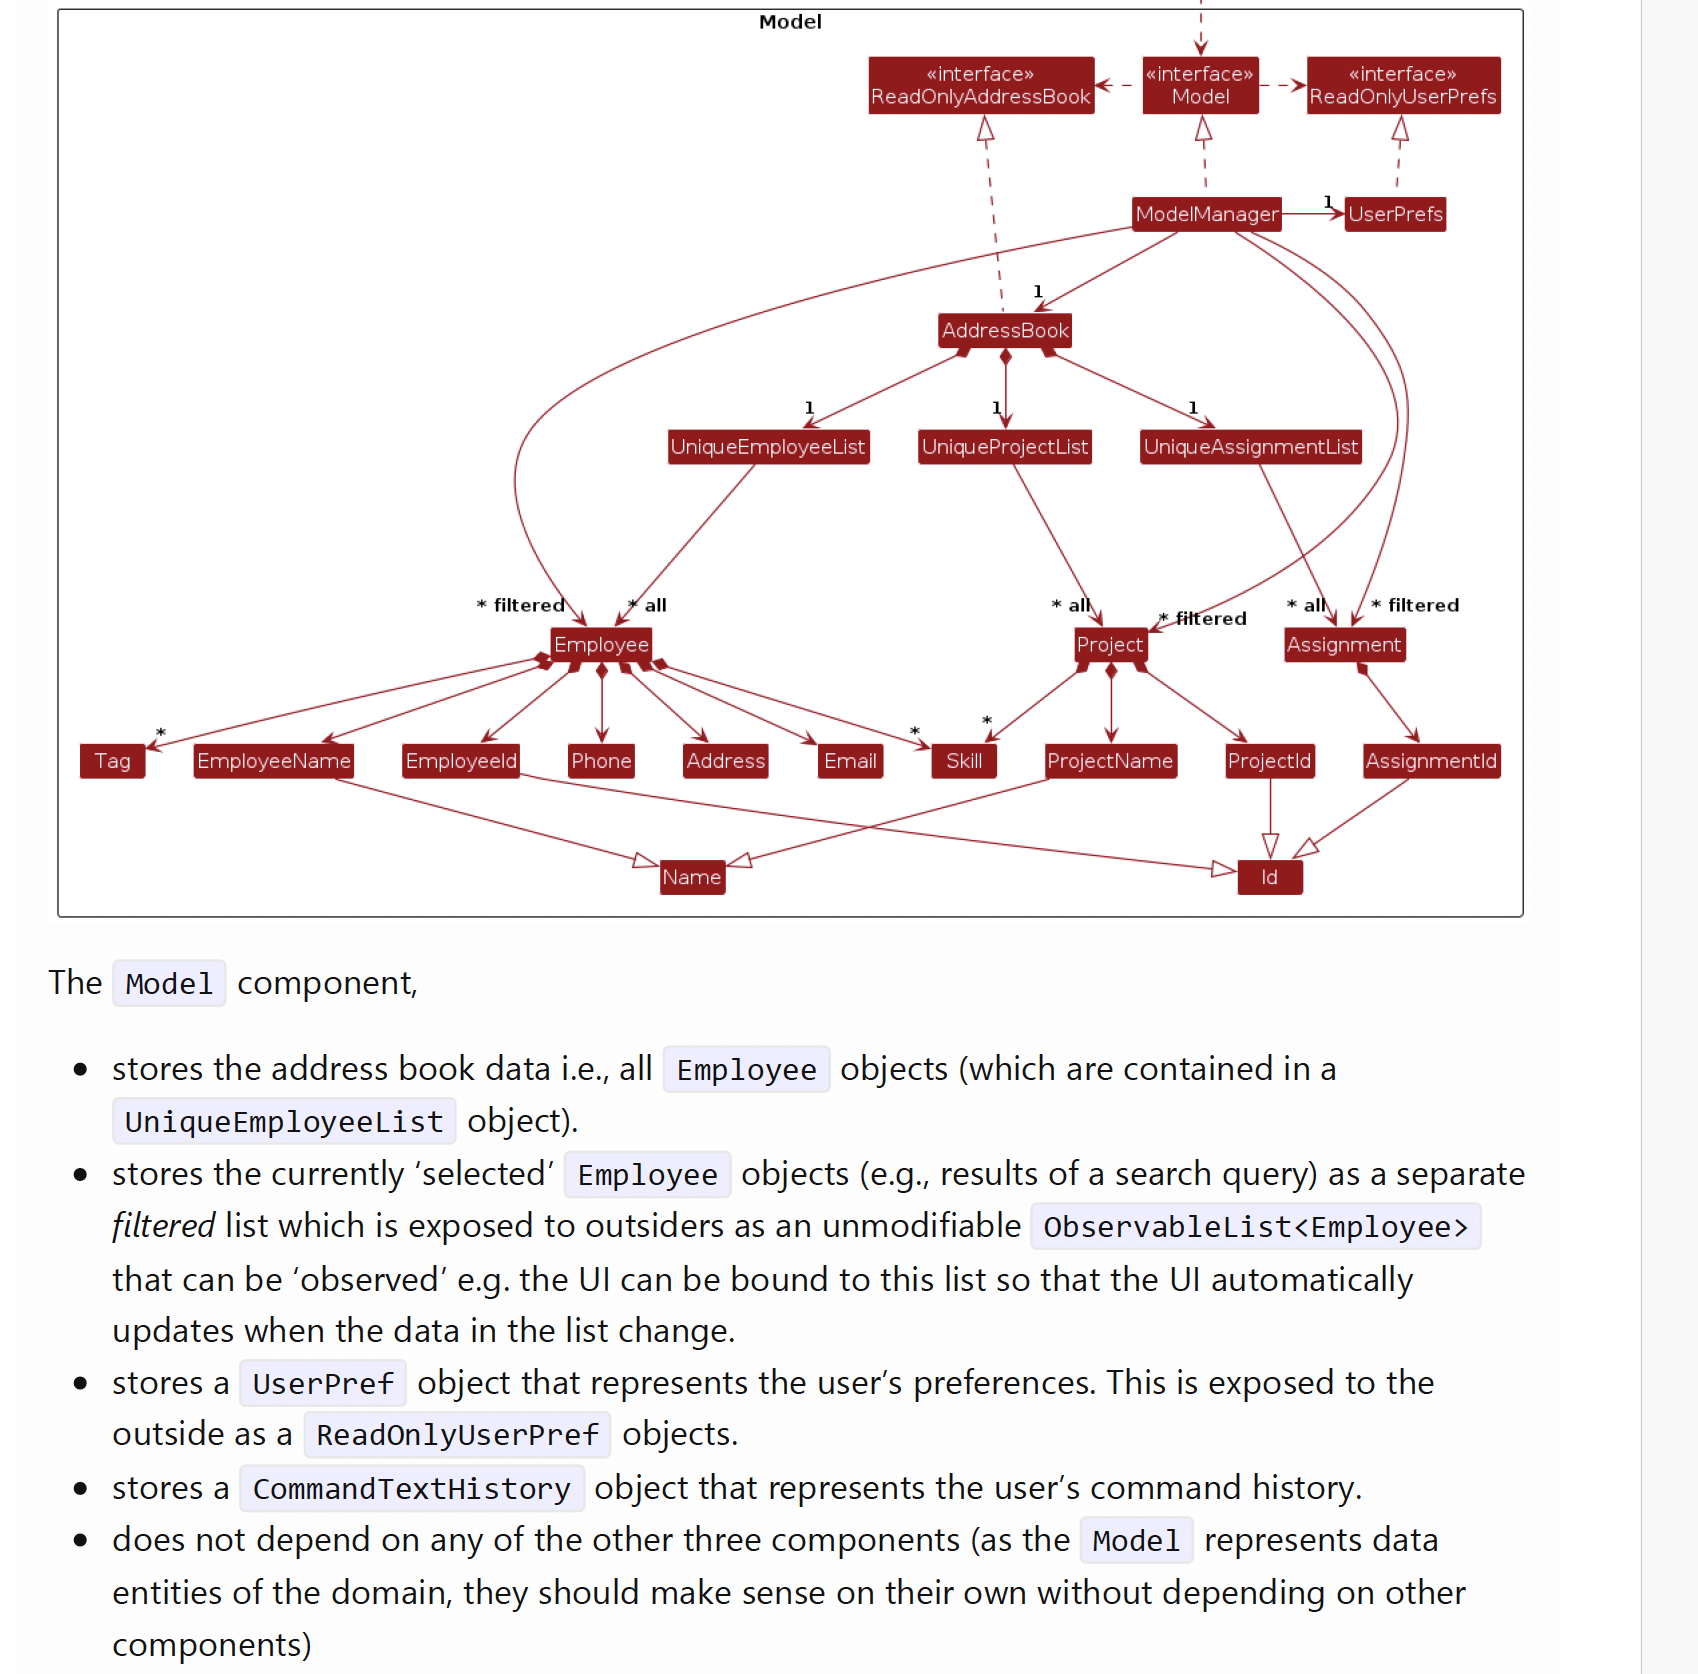 Model
«interface»
ReadOnlyAddressBook
«interface»
Model
«interface»
ReadOnlyUserPrefs
ModelManager
1
UserPrefs
1
AddressBook
1
1
1
UniqueEmployeeList
UniqueProjectList
UniqueAssignmentList
* filtered
* all
* all
* filtered
* all
* filtered
Employee
Project
Assignment
*
*
*
Tag
EmployeeName
EmployeeId
Phone
Address
Email
Skill
ProjectName
ProjectId
AssignmentId
Name
Id
The Model component,
• stores the address book data i.e., all Employee objects (which are contained in a
UniqueEmployeeList object).
• stores the currently ‘selected’ Employee objects (e.g., results of a search query) as a separate
filtered list which is exposed to outsiders as an unmodifiable ObservableList<Employee>
that can be ‘observed’ e.g. the UI can be bound to this list so that the UI automatically
updates when the data in the list change.
• stores a UserPref object that represents the user’s preferences. This is exposed to the
outside as a ReadOnlyUserPref objects.
• stores a CommandTextHistory object that represents the user’s command history.
• does not depend on any of the other three components (as the Model represents data
entities of the domain, they should make sense on their own without depending on other
components)